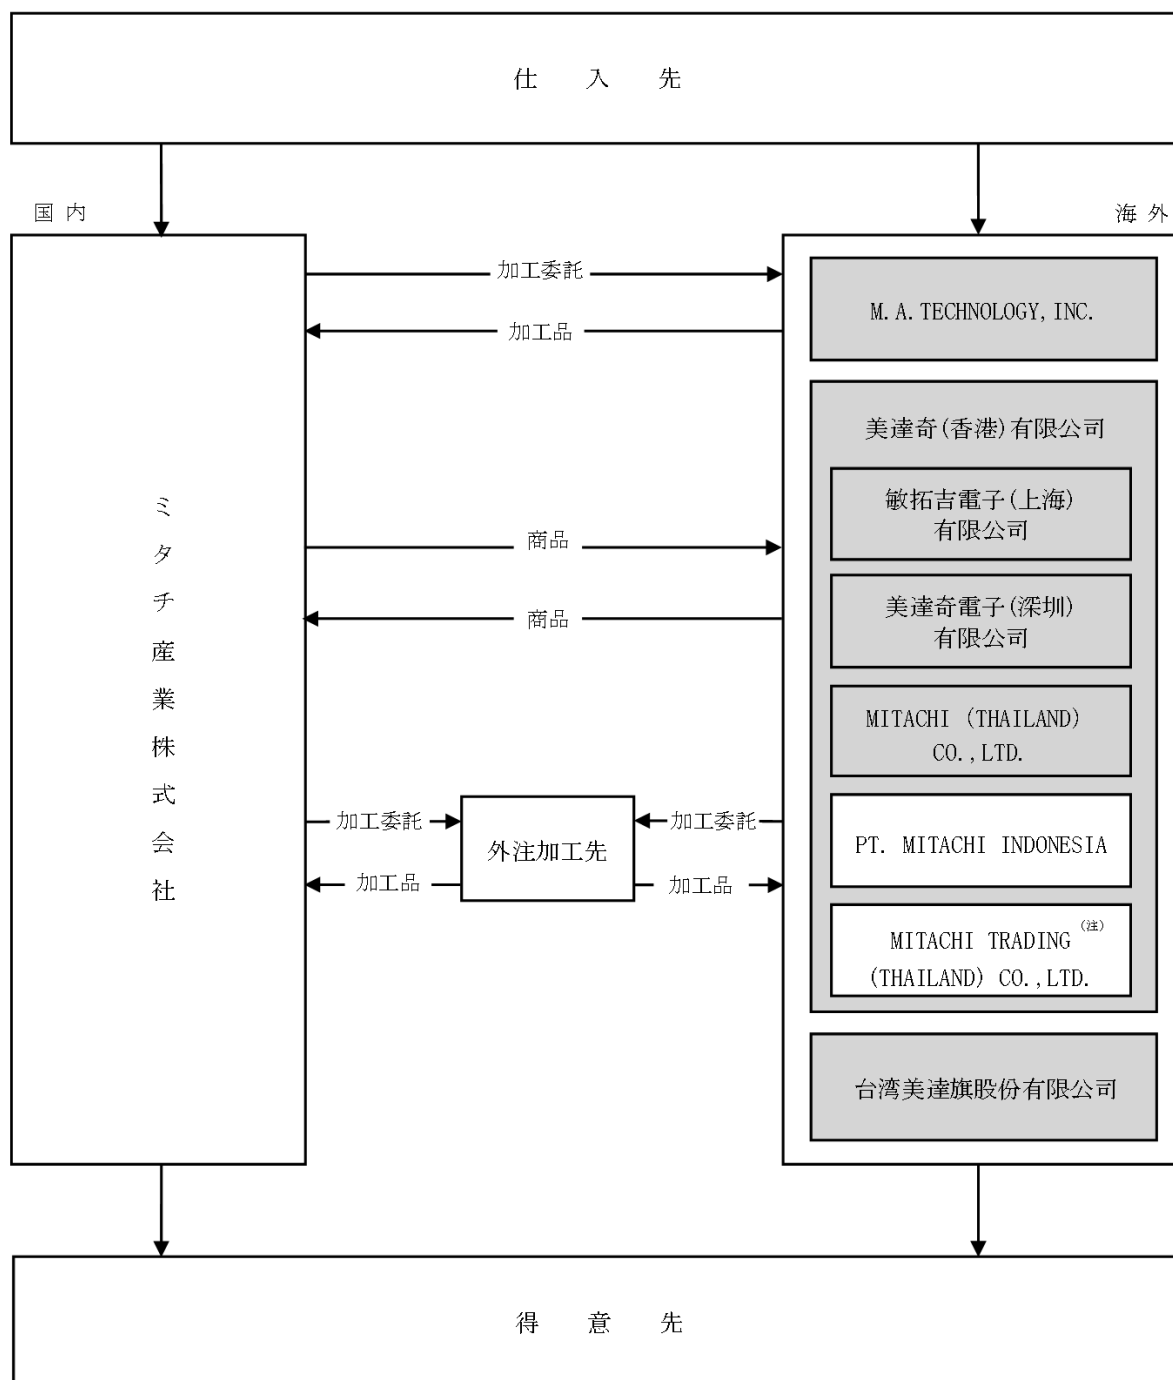 仕入先
国内
海外
加工委託
加工品
商品
商品
加工委託
加工品
外注加工先
加工委託
加工品
ミタチ産業株式会社
M.A.TECHNOLOGY,INC.
美達奇(香港)有限公司
敏拓吉電子(上海)
有限公司
美達奇電子(深圳)
有限公司
MITACHI (THAILAND)
CO.,LTD.
PT. MITACHI INDONESIA
MITACHI TRADING (注)
(THAILAND) CO.,LTD.
台湾美達旗股份有限公司
得意先